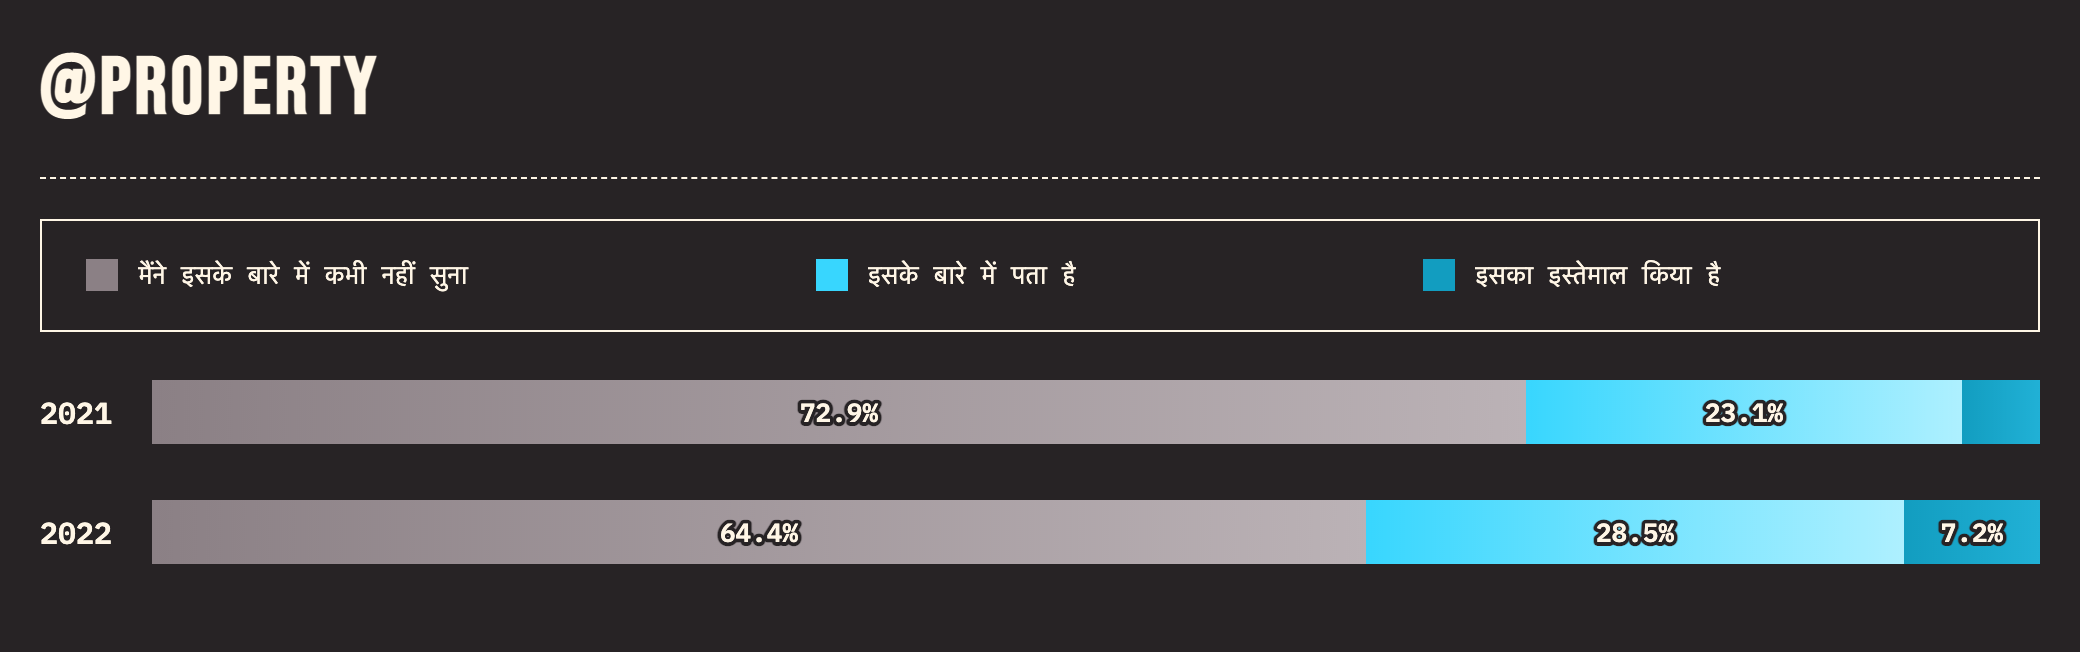 @PROPERTY
मैंने इसके बारे में कभी नहीं सुना इसके बारे में पता है इसका इस्तेमाल किया है
2021 72.9% 23.1%
2022 64.4% 28.5% 7.2%